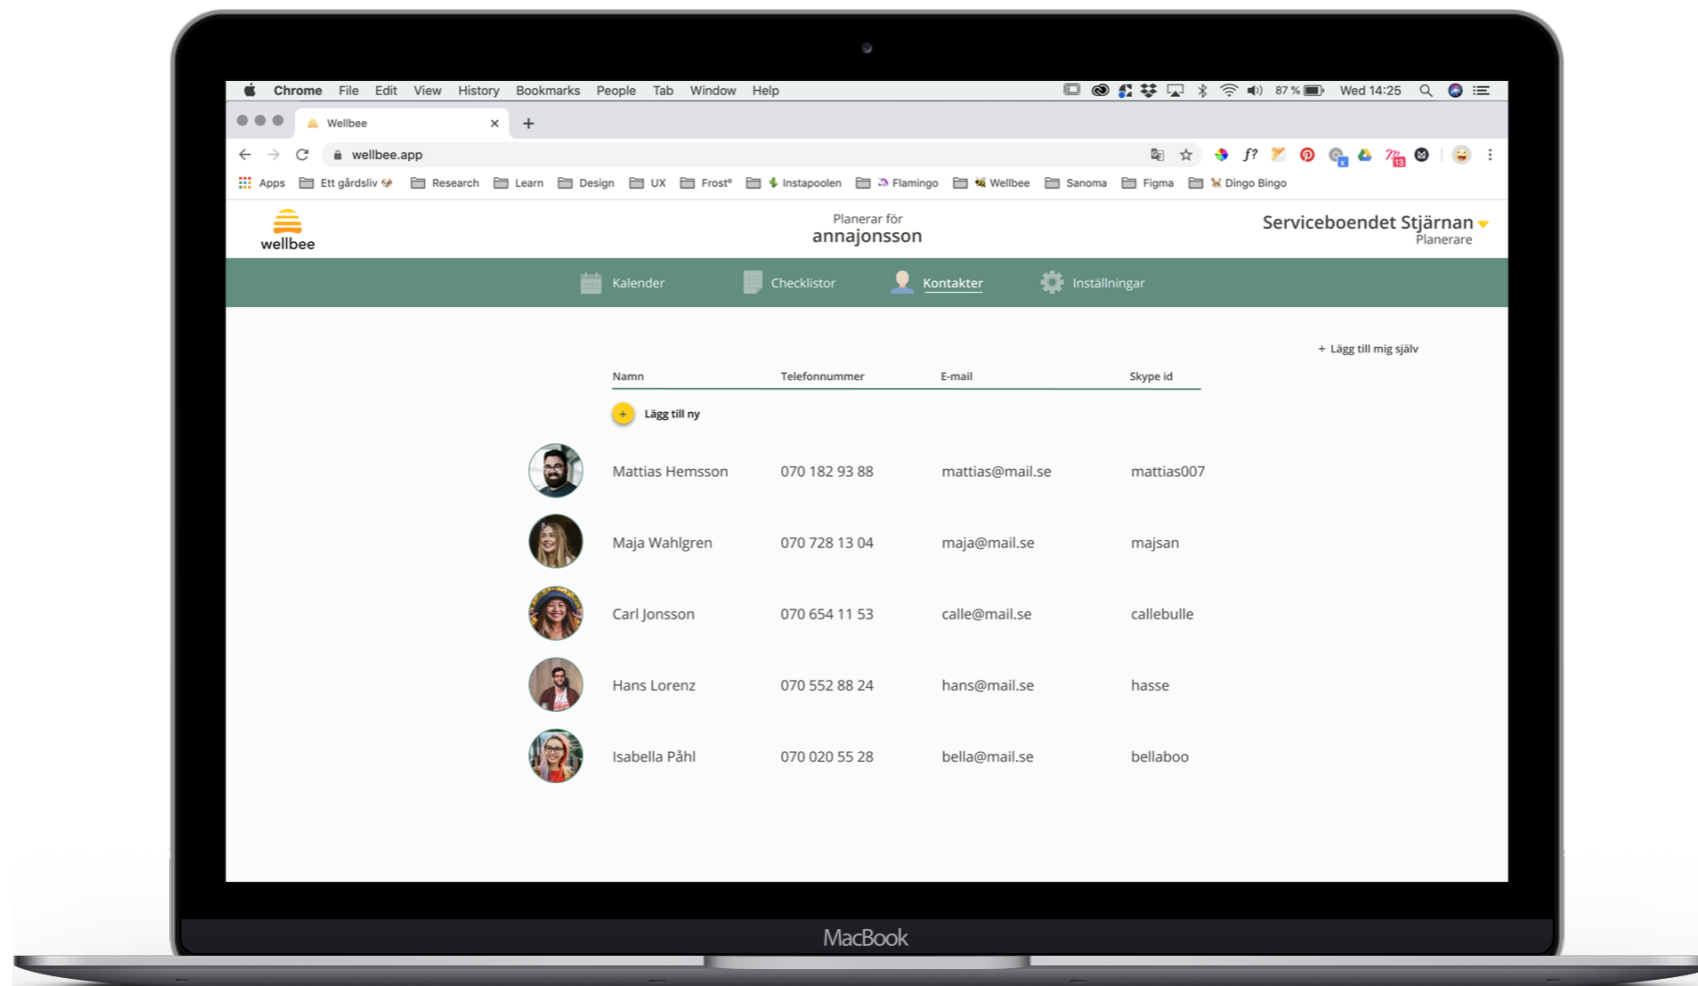 Chrome File Edit View History Bookmarks People Tab Window Help 87 % Wed 14:25
Wellbee
wellbee.app f? 13
Apps Ett gårdsliv Research Learn Design UX Frost° Instapoolen Flamingo Wellbee Sanoma Figma Dingo Bingo
wellbee
Planerar för
annajonsson
Serviceboendet Stjärnan
Planerare
Kalender Checklistor Kontakter Inställningar
+ Lägg till mig själv
Namn Telefonnummer E-mail Skype id
+ Lägg till ny
Mattias Hemsson 070 182 93 88 mattias@mail.se mattias007
Maja Wahlgren 070 728 13 04 maja@mail.se majsan
Carl Jonsson 070 654 11 53 calle@mail.se callebulle
Hans Lorenz 070 552 88 24 hans@mail.se hasse
Isabella Påhl 070 020 55 28 bella@mail.se bellaboo
MacBook